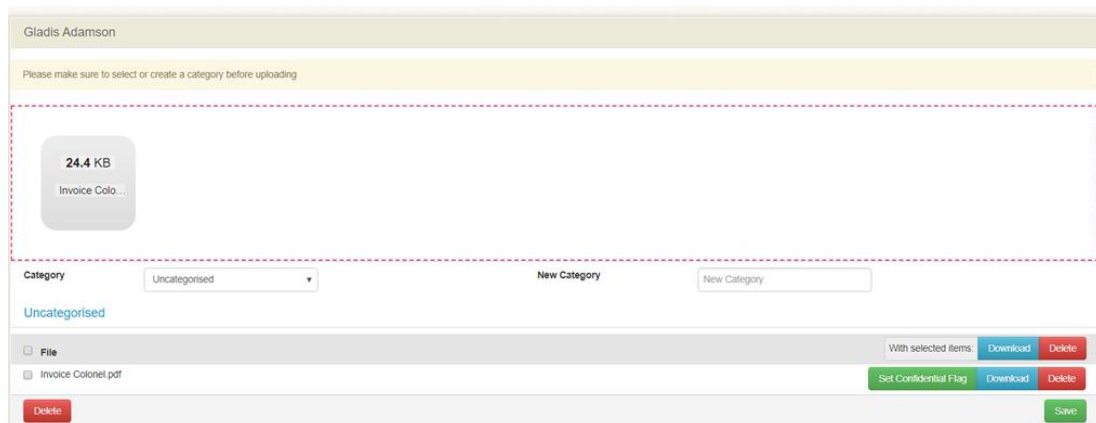 Gladis Adamson
Please make sure to select or create a category before uploading
24.4 KB
Invoice Colo...
Category Uncategorised New Category New Category
Uncategorised
File With selected items: Download Delete
Invoice Colonel.pdf Set Confidential Flag Download Delete
Delete Save